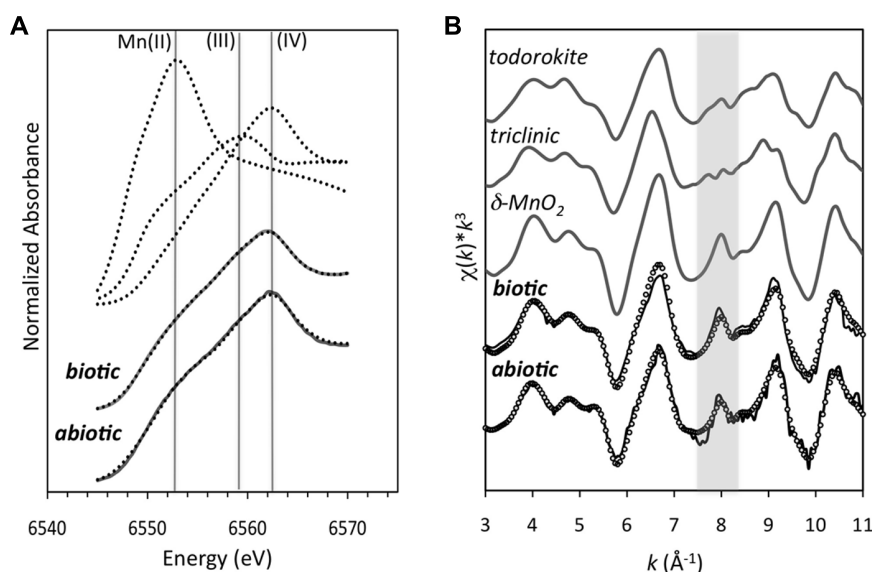 A
Mn(II) (III) (IV)
Normalized Absorbance
biotic
abiotic
6540 6550 6560 6570
Energy (eV)
B
todorokite
triclinic
δ-MnO₂
biotic
abiotic
χ(k)*k³
3 4 5 6 7 8 9 10 11
k (Å⁻¹)